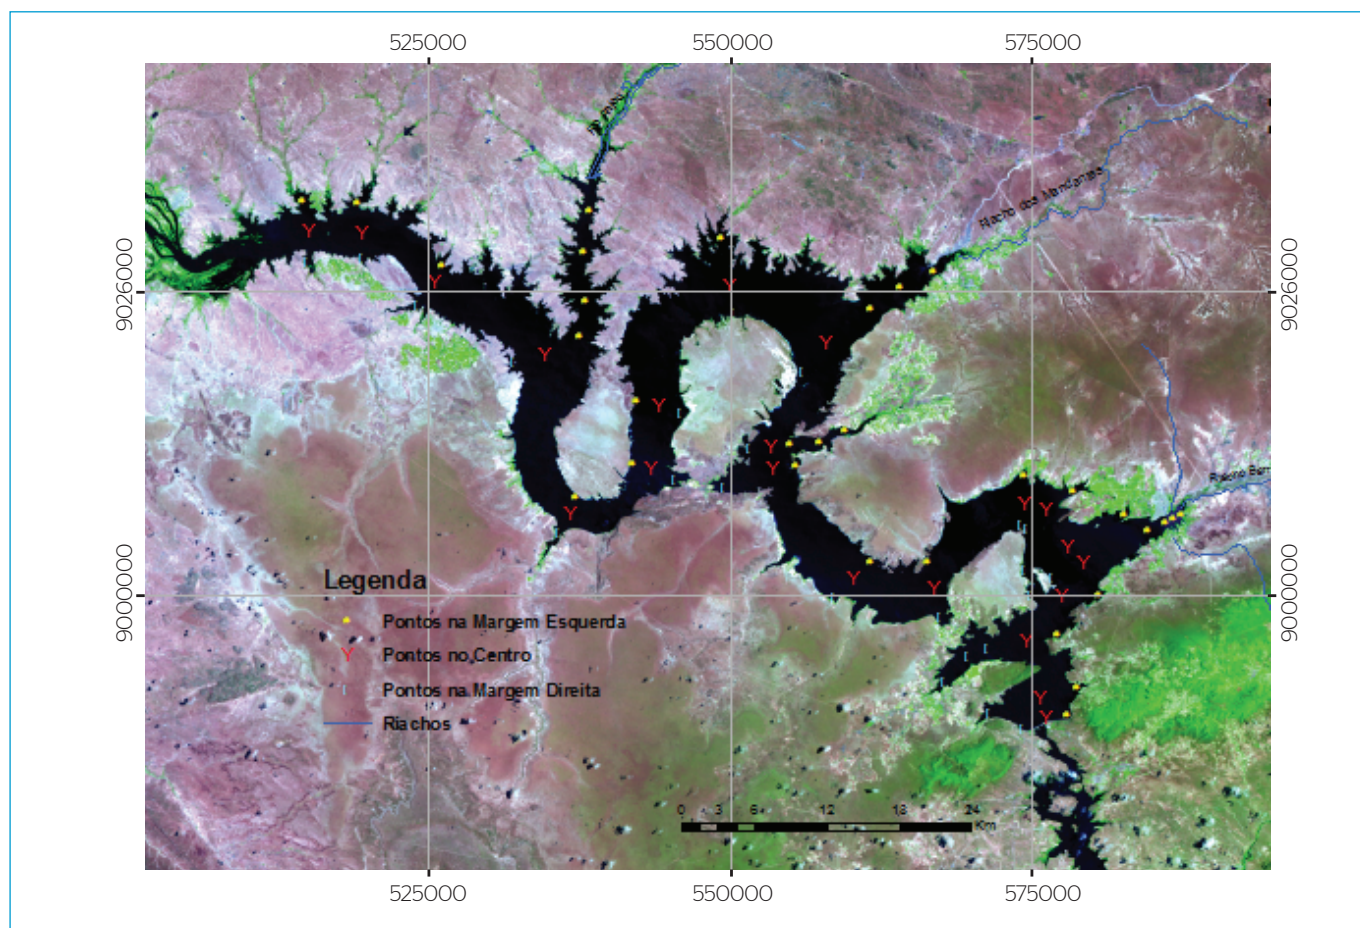 525000 550000 575000
9026000
9026000
Riacho dos Mandantes
9000000
9000000
Legenda
Pontos na Margem Esquerda
Pontos no Centro
Pontos na Margem Direita
Riachos
0 3 6 12 18 24
Km
525000 550000 575000